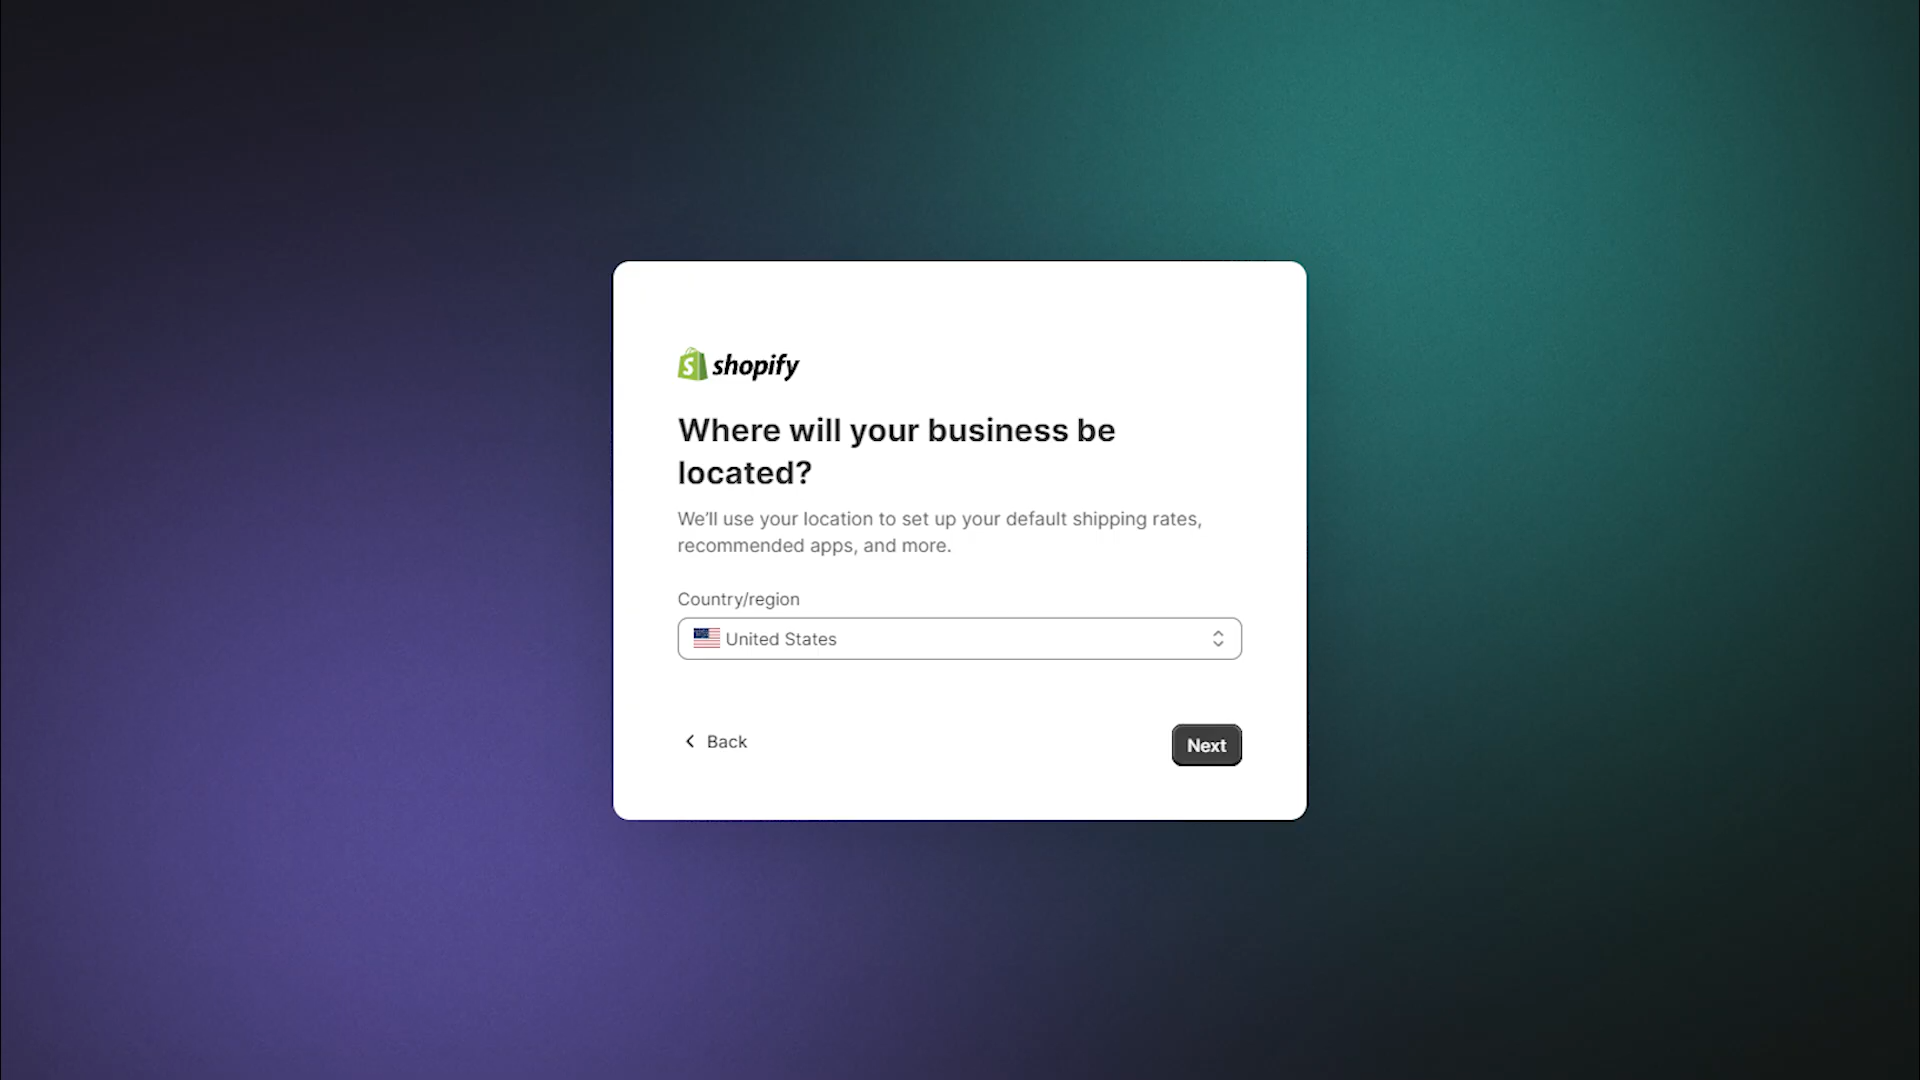 shopify
Where will your business be
located?
We'll use your location to set up your default shipping rates,
recommended apps, and more.
Country/region
United States
Back
Next